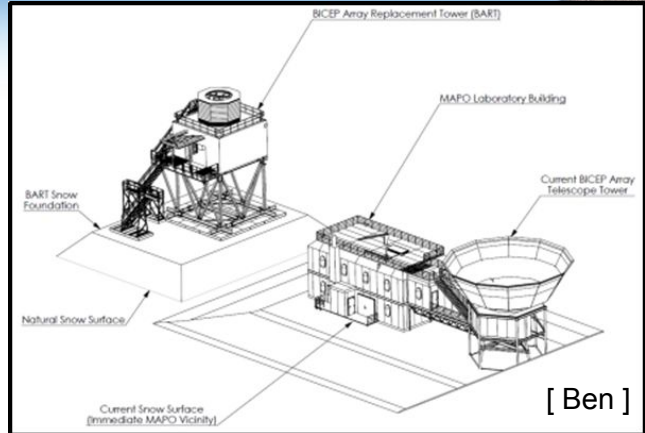 BICEP Array Replacement Tower (BART)
MAPO Laboratory Building
Current BICEP Array
Telescope Tower
BART Snow
Foundation
Natural Snow Surface
Current Snow Surface
(Immediate MAPO Vicinity)
[ Ben ]